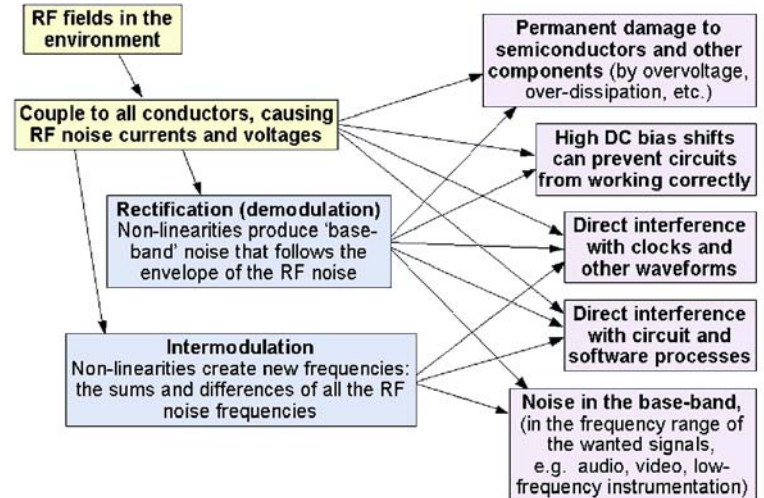 RF fields in the
environment
Couple to all conductors, causing
RF noise currents and voltages
Rectification (demodulation)
Non-linearities produce 'base-
band' noise that follows the
envelope of the RF noise
Intermodulation
Non-linearities create new frequencies:
the sums and differences of all the RF
noise frequencies
Permanent damage to
semiconductors and other
components (by overvoltage,
over-dissipation, etc.)
High DC bias shifts
can prevent circuits
from working correctly
Direct interference
with clocks and
other waveforms
Direct interference
with circuit and
software processes
Noise in the base-band,
(in the frequency range of
the wanted signals,
e.g. audio, video, low-
frequency instrumentation)